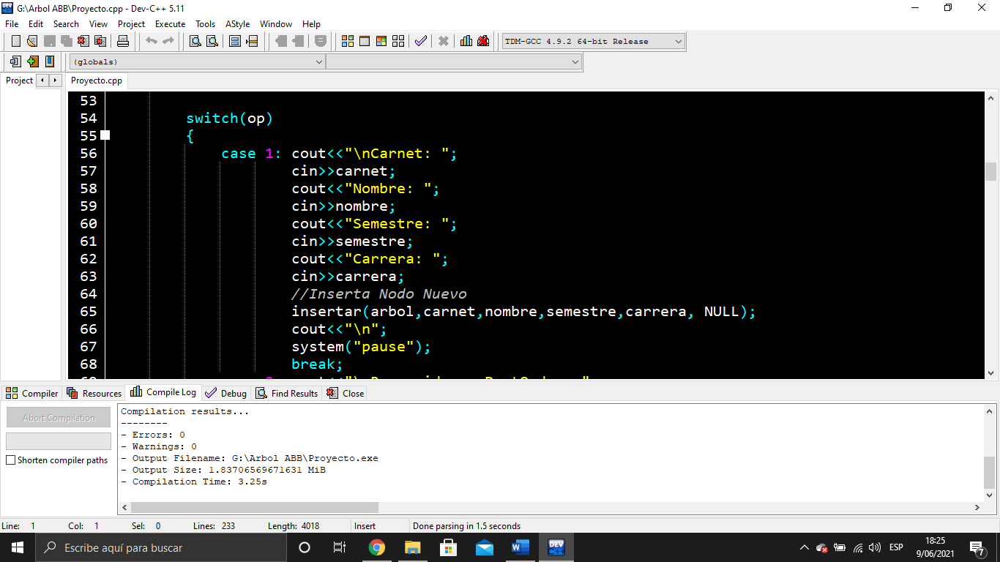 G:\Arbol ABB\Proyecto.cpp - Dev-C++ 5.11
File Edit Search View Project Execute Tools AStyle Window Help
TDM-GCC 4.9.2 64-bit Release
(globals)
Project Proyecto.cpp
53
54 switch(op)
55 {
56 case 1: cout<<"\nCarnet: ";
57 cin>>carnet;
58 cout<<"Nombre: ";
59 cin>>nombre;
60 cout<<"Semestre: ";
61 cin>>semestre;
62 cout<<"Carrera: ";
63 cin>>carrera;
64 //Inserta Nodo Nuevo
65 insertar(arbol,carnet,nombre,semestre,carrera, NULL);
66 cout<<"\n";
67 system("pause");
68 break;
Compiler Resources Compile Log Debug Find Results Close
Abort Compilation
Shorten compiler paths
Compilation results...
--------
- Errors: 0
- Warnings: 0
- Output Filename: G:\Arbol ABB\Proyecto.exe
- Output Size: 1.83706569671631 MiB
- Compilation Time: 3.25s
Line: 1 Col: 1 Sel: 0 Lines: 233 Length: 4018 Insert Done parsing in 1.5 seconds
Escribe aquí para buscar
ESP
18:25
9/06/2021
7